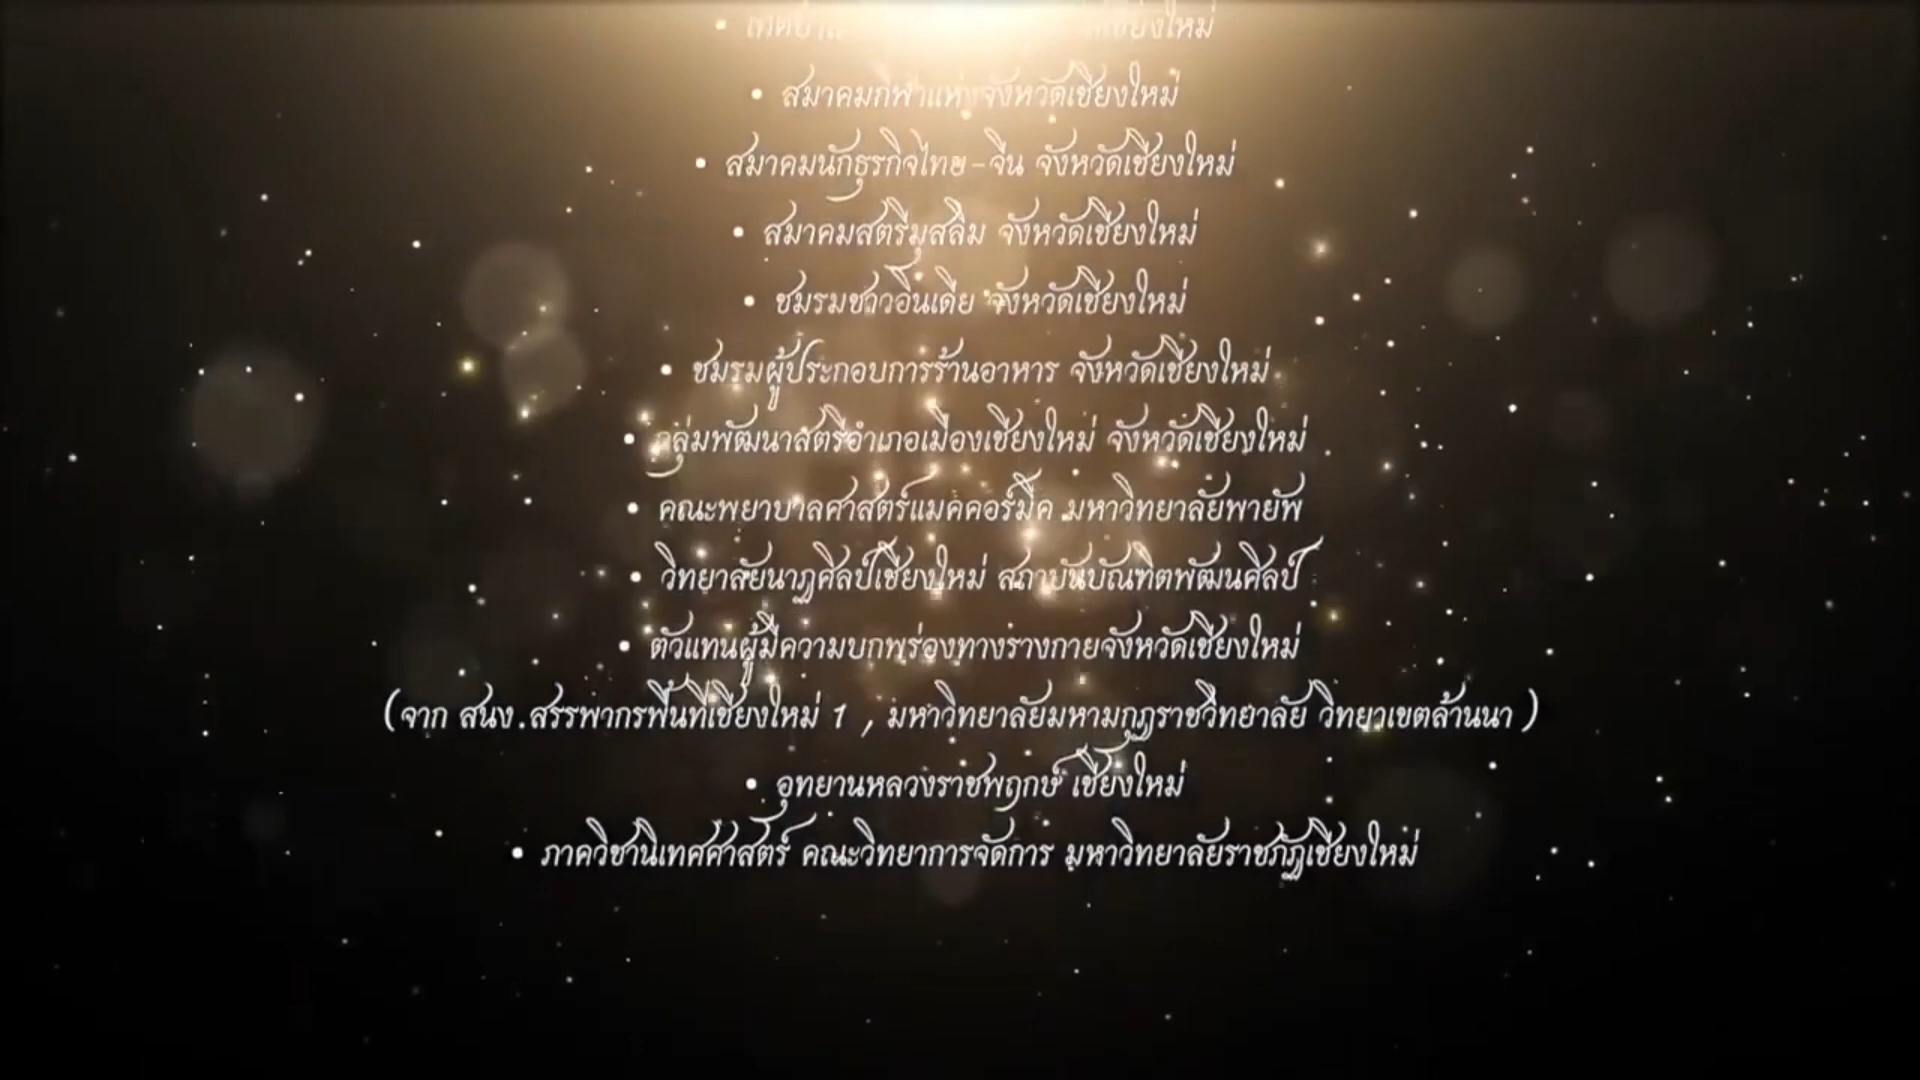 • เชียงใหม่
• สมาคมกีฬาแห่งจังหวัดเชียงใหม่
• สมาคมนักธุรกิจไทย-จีน จังหวัดเชียงใหม่
• สมาคมสตรีมุสลิม จังหวัดเชียงใหม่
• ชมรมชาวอินเดีย จังหวัดเชียงใหม่
• ชมรมผู้ประกอบการร้านอาหาร จังหวัดเชียงใหม่
• กลุ่มพัฒนาสตรีอำเภอเมืองเชียงใหม่ จังหวัดเชียงใหม่
• คณะพยาบาลศาสตร์แมคคอร์มิค มหาวิทยาลัยพายัพ
• วิทยาลัยนาฏศิลป์เชียงใหม่ สถาบันบัณฑิตพัฒนศิลป์
• ตัวแทนผู้มีความบกพร่องทางร่างกายจังหวัดเชียงใหม่
(จาก สนง.สรรพากรพื้นที่เชียงใหม่ 1 , มหาวิทยาลัยมหามกุฏราชวิทยาลัย วิทยาเขตล้านนา )
• อุทยานหลวงราชพฤกษ์ เชียงใหม่
• ภาควิชานิเทศศาสตร์ คณะวิทยาการจัดการ มหาวิทยาลัยราชภัฏเชียงใหม่